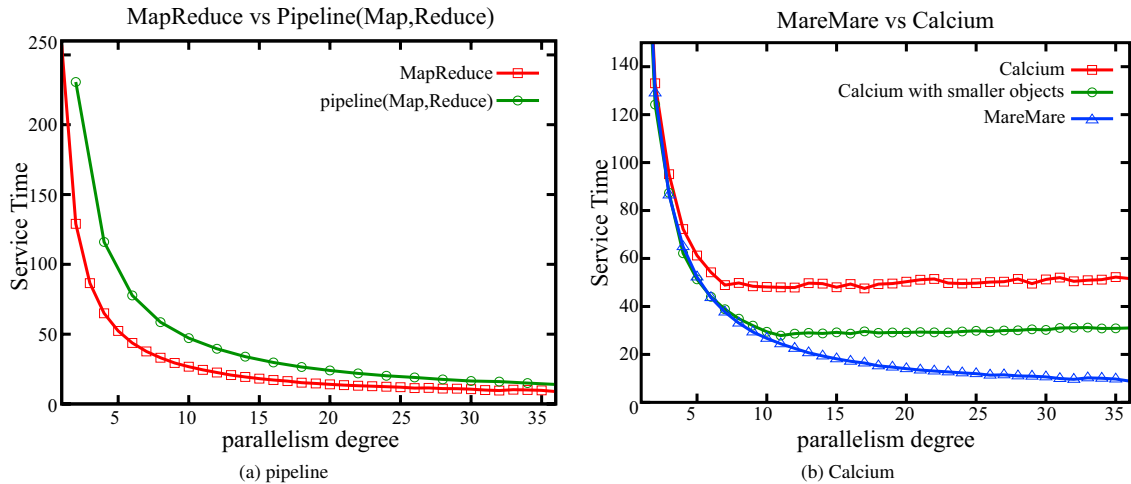 MapReduce vs Pipeline(Map,Reduce)
250
200
150
100
50
0
Service Time
MapReduce
pipeline(Map,Reduce)
5 10 15 20 25 30 35
parallelism degree
(a) pipeline
MareMare vs Calcium
140
120
100
80
60
40
20
0
Service Time
Calcium
Calcium with smaller objects
MareMare
5 10 15 20 25 30 35
parallelism degree
(b) Calcium